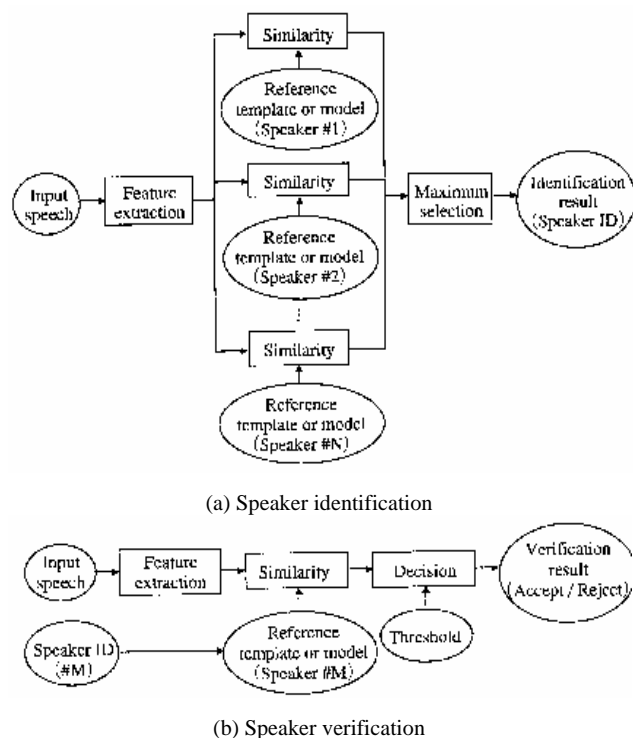 Similarity
Reference
template or model
(Speaker #1)
Input
speech
Feature
extraction
Similarity
Maximum
selection
Identification
result
(Speaker ID)
Reference
template or model
(Speaker #2)
Similarity
Reference
template or model
(Speaker #N)
(a) Speaker identification
Input
speech
Feature
extraction
Similarity
Decision
Verification
result
(Accept / Reject)
Speaker ID
(#M)
Reference
template or model
(Speaker #M)
Threshold
(b) Speaker verification